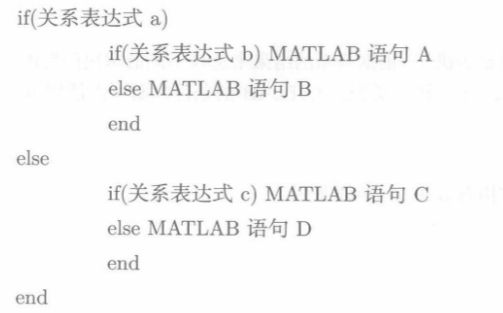 if(关系表达式 a)
if(关系表达式 b) MATLAB 语句 A
else MATLAB 语句 B
end
else
if(关系表达式 c) MATLAB 语句 C
else MATLAB 语句 D
end
end